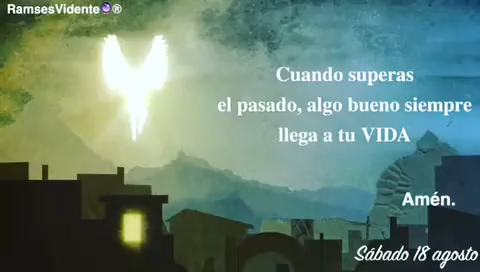 RamsesVidente🔮®
Cuando superas
el pasado, algo bueno siempre
llega a tu VIDA
Amén.
Sábado 18 agosto